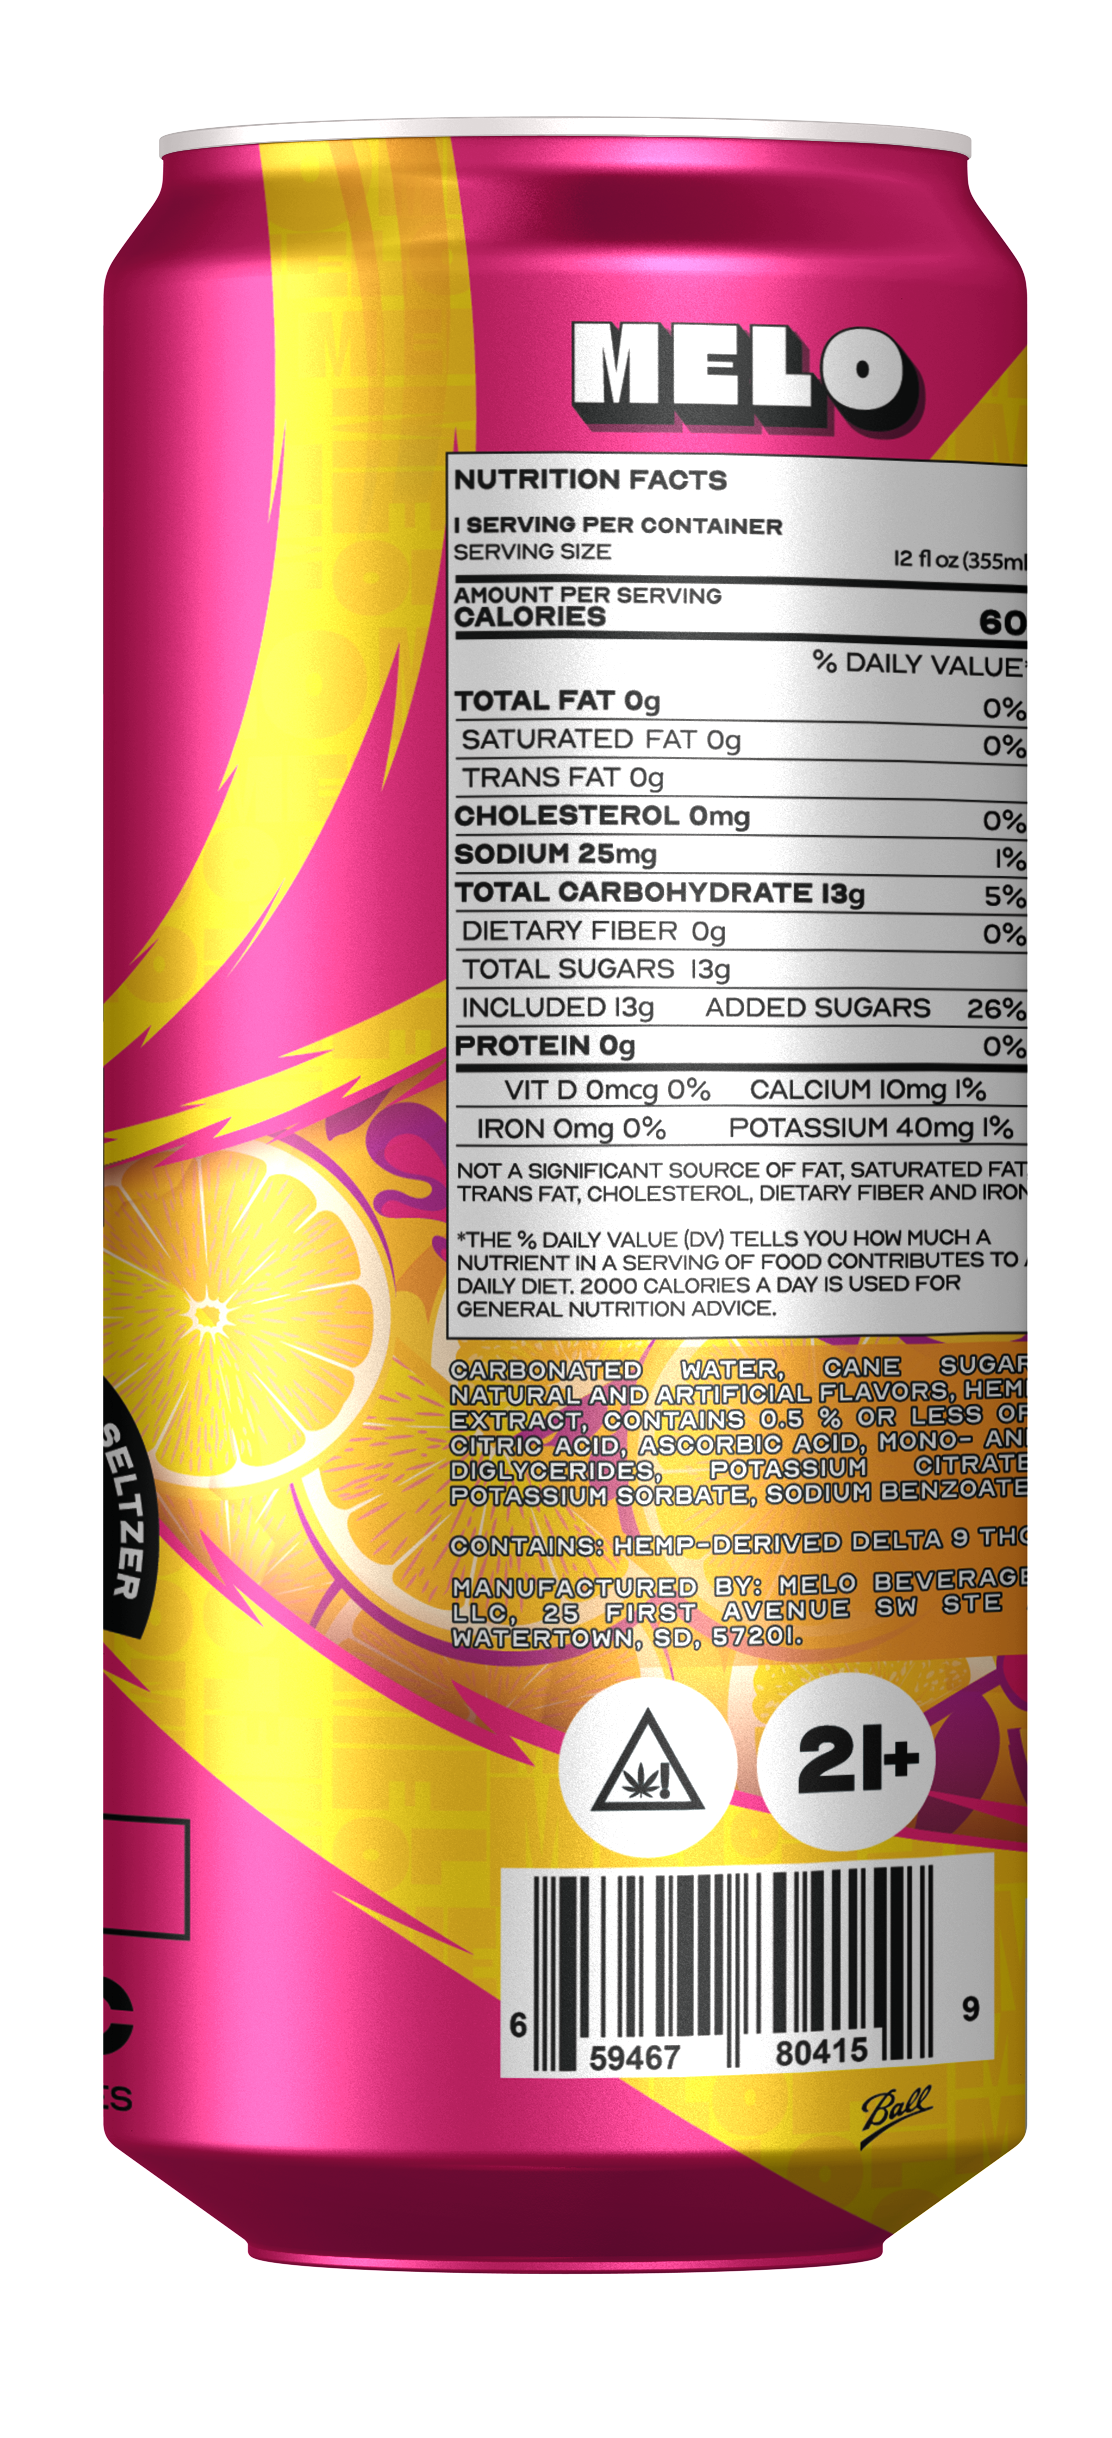 MELO
NUTRITION FACTS
1 SERVING PER CONTAINER
SERVING SIZE 12 fl oz (355ml
AMOUNT PER SERVING
CALORIES 60
% DAILY VALUE*
TOTAL FAT 0g 0%
SATURATED FAT 0g 0%
TRANS FAT 0g
CHOLESTEROL 0mg 0%
SODIUM 25mg 1%
TOTAL CARBOHYDRATE 13g 5%
DIETARY FIBER 0g 0%
TOTAL SUGARS 13g
INCLUDED 13g ADDED SUGARS 26%
PROTEIN 0g 0%
VIT D 0mcg 0% CALCIUM 10mg 1%
IRON 0mg 0% POTASSIUM 40mg 1%
NOT A SIGNIFICANT SOURCE OF FAT, SATURATED FAT,
TRANS FAT, CHOLESTEROL, DIETARY FIBER AND IRON
*THE % DAILY VALUE (DV) TELLS YOU HOW MUCH A
NUTRIENT IN A SERVING OF FOOD CONTRIBUTES TO A
DAILY DIET. 2000 CALORIES A DAY IS USED FOR
GENERAL NUTRITION ADVICE.
CARBONATED WATER, CANE SUGAR
NATURAL AND ARTIFICIAL FLAVORS, HEMP
EXTRACT, CONTAINS 0.5 % OR LESS OF
CITRIC ACID, ASCORBIC ACID, MONO- AND
DIGLYCERIDES, POTASSIUM CITRATE
POTASSIUM SORBATE, SODIUM BENZOATE
CONTAINS: HEMP-DERIVED DELTA 9 THC
MANUFACTURED BY: MELO BEVERAGE
LLC, 25 FIRST AVENUE SW STE
WATERTOWN, SD, 57201.
SELTZER
21+
C
ES
6 59467 80415 9
Ball